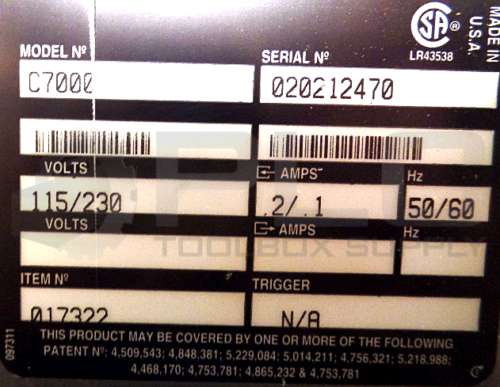 MADE IN
U.S.A.
SA ®
LR43538
MODEL Nº
SERIAL Nº
C7000
020212470
VOLTS
AMPS
Hz
115/230
.2/.1
50/60
VOLTS
AMPS
Hz
PLC
TOOLBOX SUPPLY
ITEM Nº
TRIGGER
017322
N/A
097311
THIS PRODUCT MAY BE COVERED BY ONE OR MORE OF THE FOLLOWING
PATENT Nº: 4,509,543; 4,848,381; 5,229,084; 5,014,211; 4,756,321; 5,218,988;
4,468,170; 4,753,781; 4,865,232 & 4,753,781